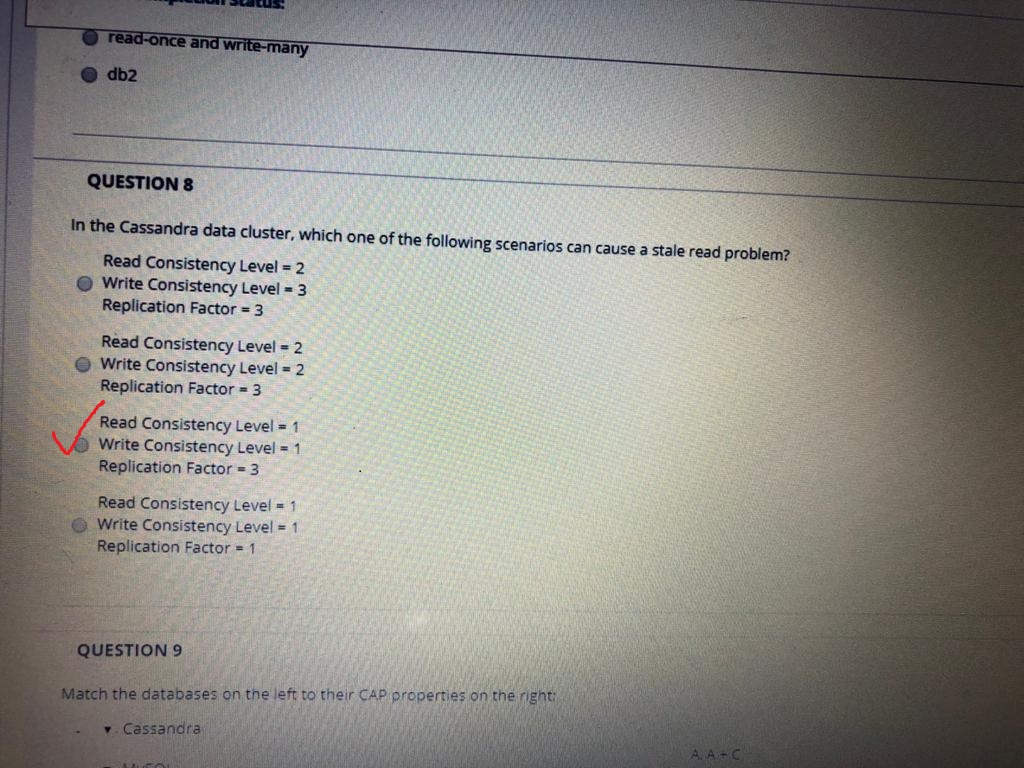 read-once and write-many
db2
QUESTION 8
In the Cassandra data cluster, which one of the following scenarios can cause a stale read problem?
Read Consistency Level = 2
Write Consistency Level = 3
Replication Factor = 3
Read Consistency Level = 2
Write Consistency Level = 2
Replication Factor = 3
Read Consistency Level = 1
Write Consistency Level = 1
Replication Factor = 3
Read Consistency Level = 1
Write Consistency Level = 1
Replication Factor = 1
QUESTION 9
Match the databases on the left to their CAP properties on the right:
Cassandra
A. A + C